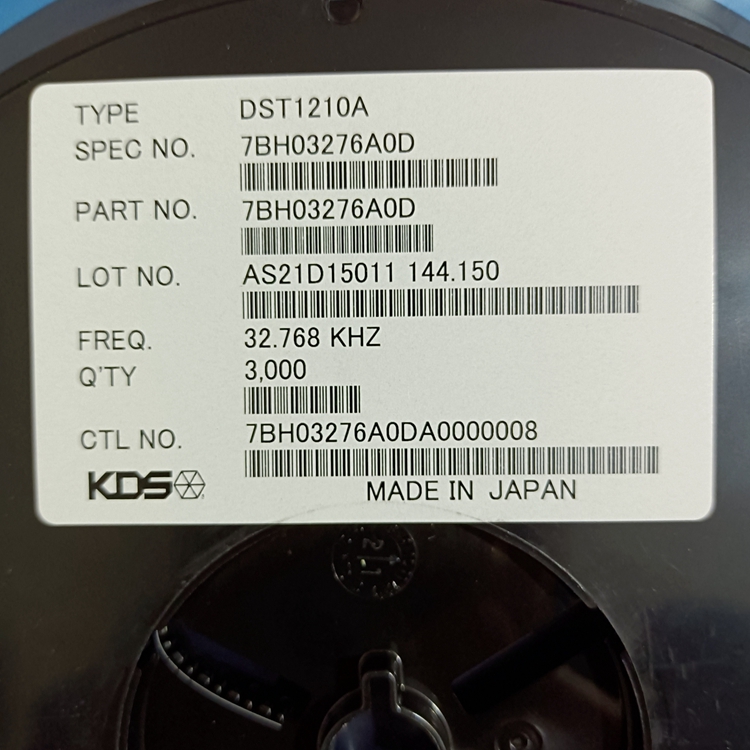 TYPE DST1210A
SPEC NO. 7BH03276A0D
PART NO. 7BH03276A0D
LOT NO. AS21D15011 144.150
FREQ. 32.768 KHZ
Q'TY 3,000
CTL NO. 7BH03276A0DA0000008
KDS
MADE IN JAPAN